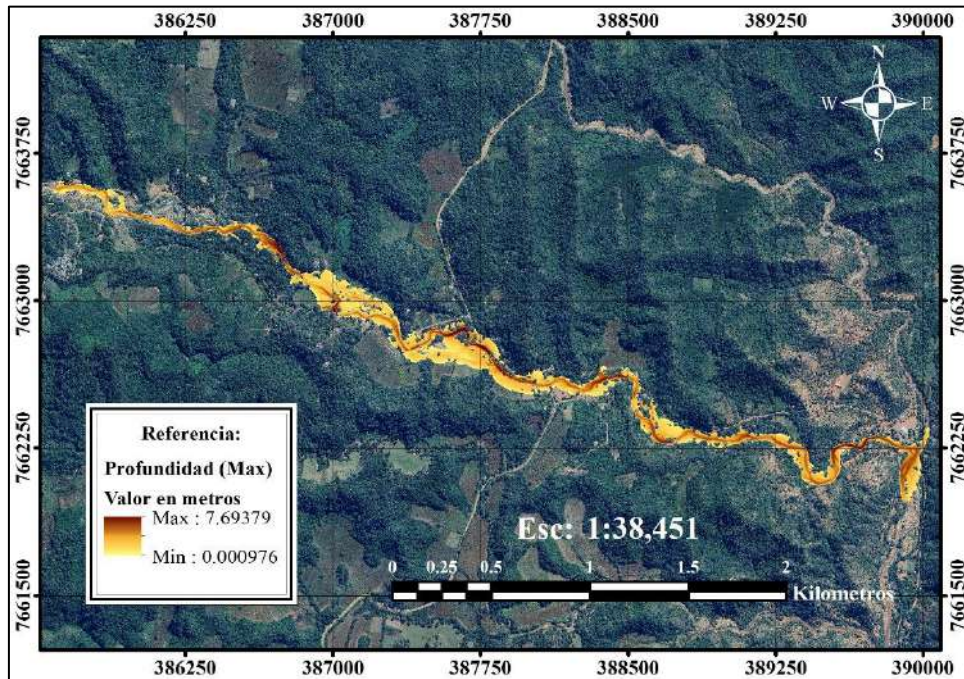 386250 387000 387750 388500 389250 390000
N
W E
S
7663750 7663750
7663000 7663000
7662250 7662250
7661500 7661500
Referencia:
Profundidad (Max)
Valor en metros
Max : 7.69379
Min : 0.000976
Esc: 1:38,451
0 0.25 0.5 1 1.5 2
Kilometros
386250 387000 387750 388500 389250 390000